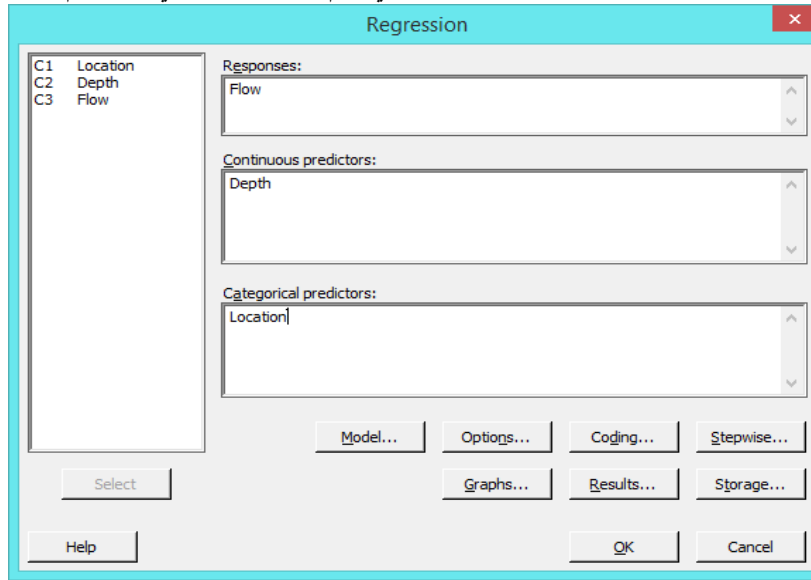 Regression
C1 Location
C2 Depth
C3 Flow
Responses:
Flow
Continuous predictors:
Depth
Categorical predictors:
Location
Model... Options... Coding... Stepwise...
Select Graphs... Results... Storage...
Help OK Cancel